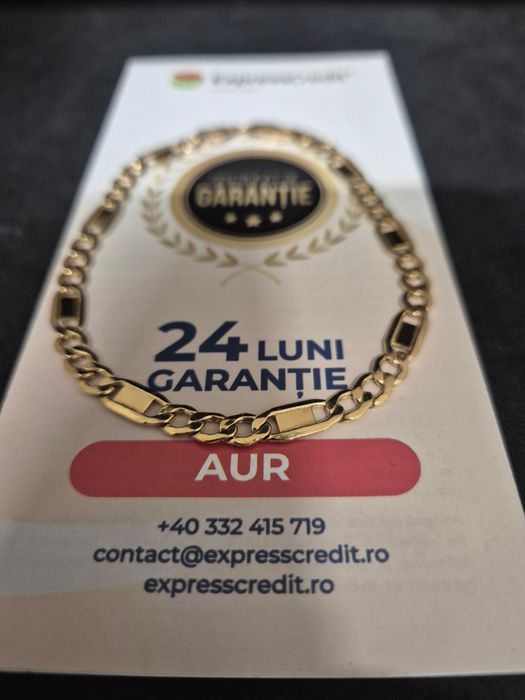 GARANȚIE
24 LUNI
GARANȚIE
AUR
+40 332 415 719
contact@expresscredit.ro
expresscredit.ro